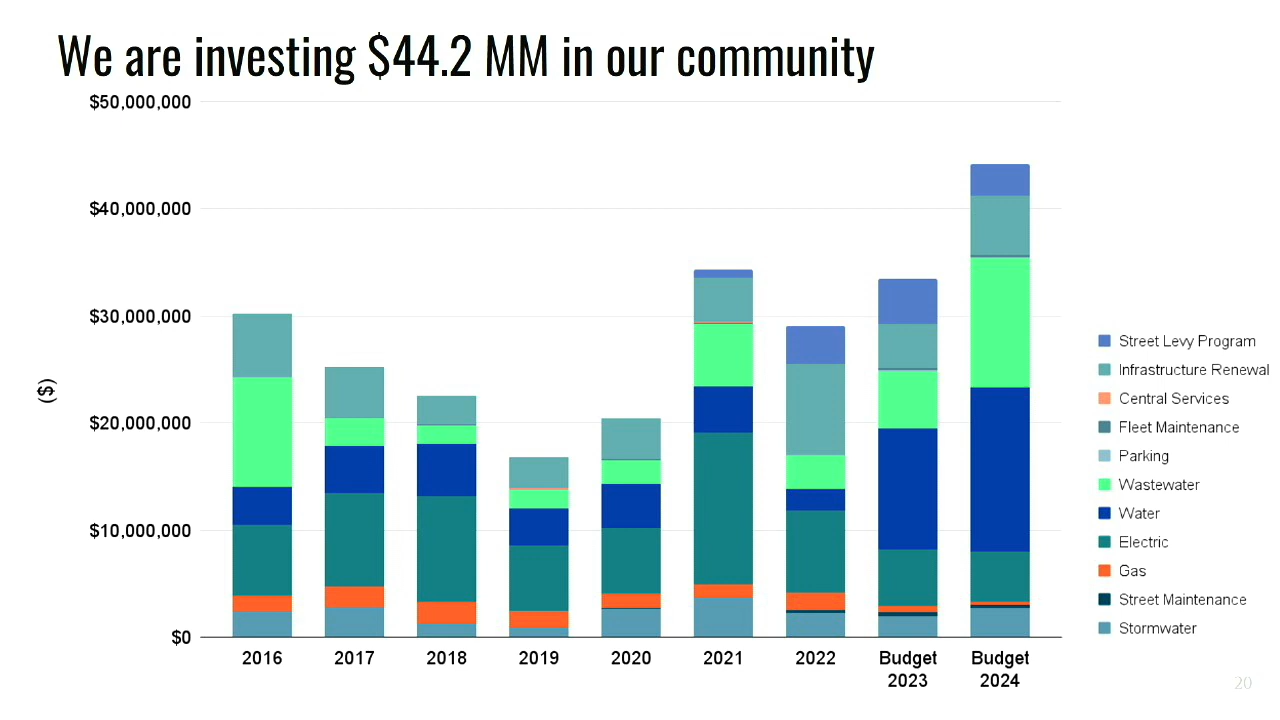 We are investing $44.2 MM in our community
$50,000,000
$40,000,000
$30,000,000
$20,000,000
$10,000,000
$0
($)
2016
2017
2018
2019
2020
2021
2022
Budget
2023
Budget
2024
Street Levy Program
Infrastructure Renewal
Central Services
Fleet Maintenance
Parking
Wastewater
Water
Electric
Gas
Street Maintenance
Stormwater
20